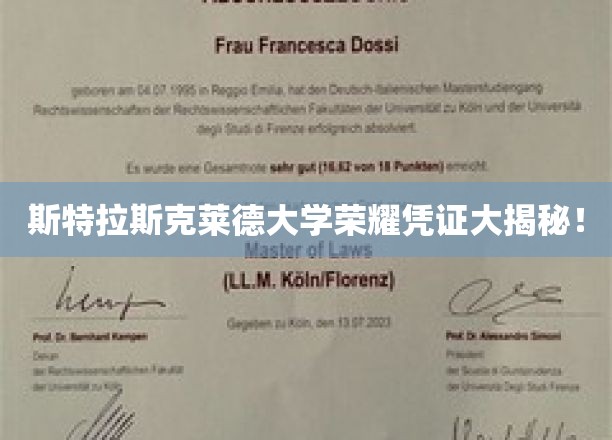 Frau Francesca Dossi
geboren am 04.07.1995 in Reggio Emilia, hat den Deutsch-Italienischen Masterstudiengang
Rechtswissenschaften der Rechtswissenschaftlichen Fakultäten der Universität zu Köln und der Università
degli Studi di Firenze erfolgreich absolviert.
Es wurde eine Gesamtnote sehr gut (16,62 von 18 Punkten) erreicht.
斯特拉斯克莱德大学荣耀凭证大揭秘！
Master of Laws
(LL.M. Köln/Florenz)
Gegeben zu Köln, den 13.07.2023
Prof. Dr. Bernhard Kempen
Dekan
der Rechtswissenschaftlichen Fakultät
der Universität zu Köln
Prof. Dr. Alessandro Simoni
Präsident
der Scuola di Giurisprudenza
der Università Degli Studi Firenze